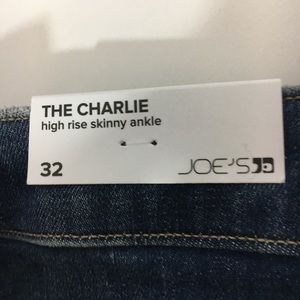 THE CHARLIE
high rise skinny ankle
32
JOE'S